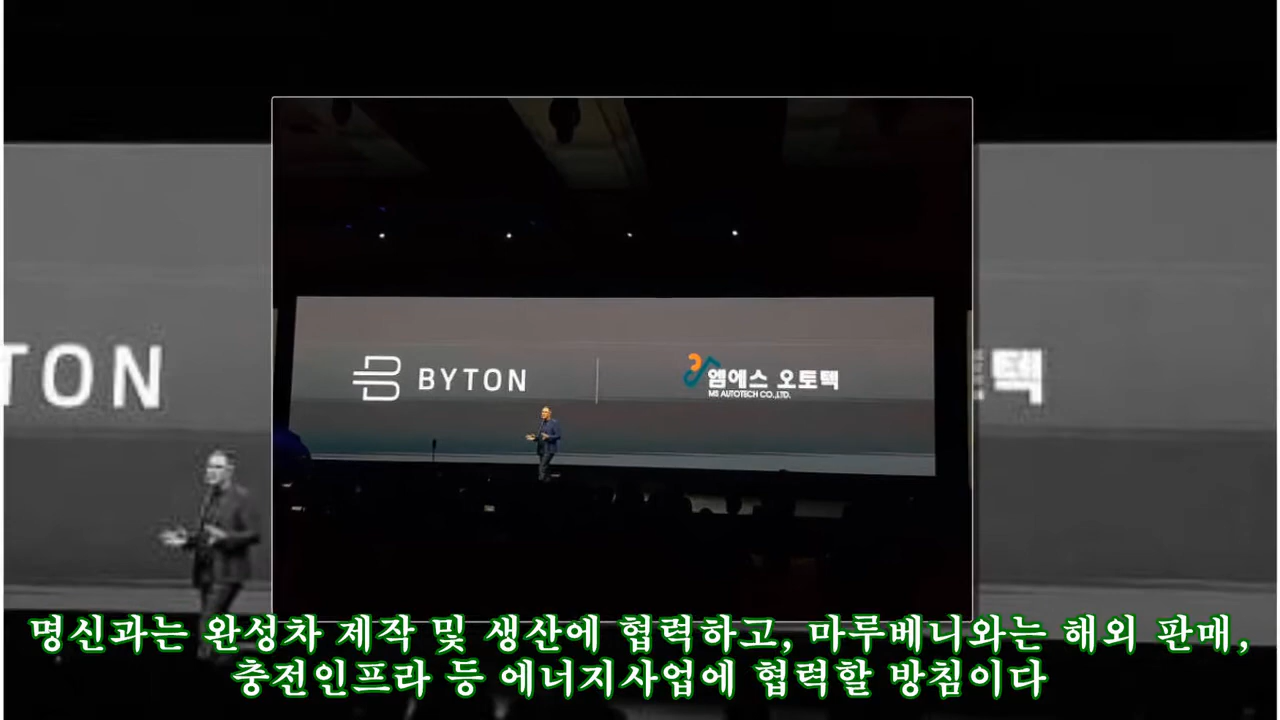 BYTON
엠에스 오토텍
MS AUTOTECH CO.,LTD.
TON
텍
명신과는 완성차 제작 및 생산에 협력하고, 마루베니와는 해외 판매,
충전인프라 등 에너지사업에 협력할 방침이다